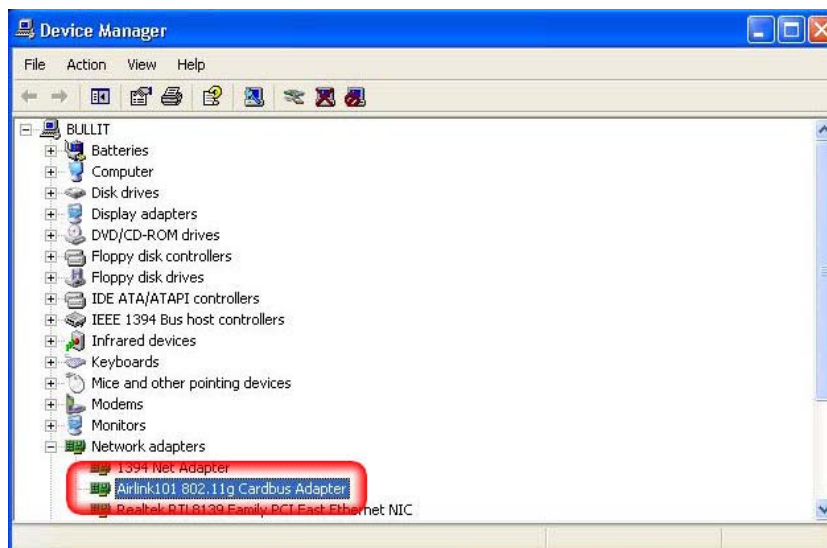 Device Manager
File Action View Help
BULLIT
Batteries
Computer
Disk drives
Display adapters
DVD/CD-ROM drives
Floppy disk controllers
Floppy disk drives
IDE ATA/ATAPI controllers
IEEE 1394 Bus host controllers
Infrared devices
Keyboards
Mice and other pointing devices
Modems
Monitors
Network adapters
1394 Net Adapter
Airlink101 802.11g Cardbus Adapter
Realtek RTL8139 Family PCI Fast Ethernet NIC